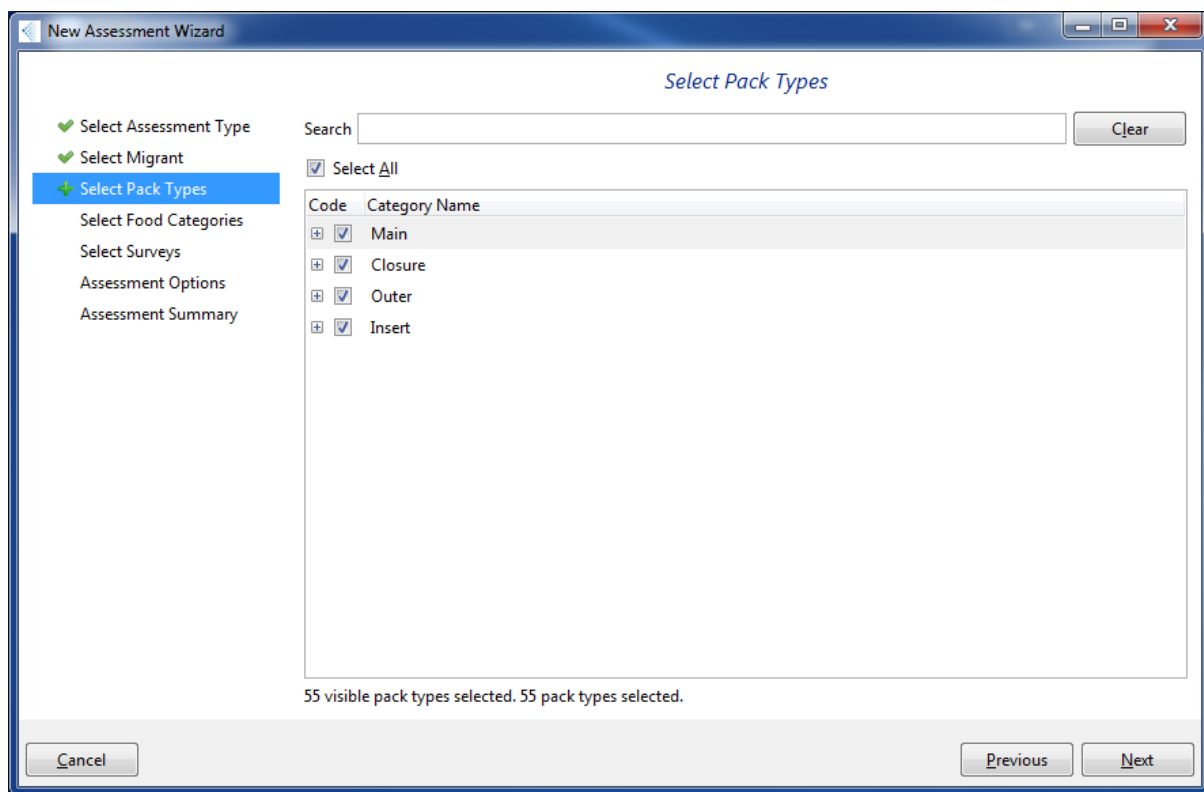 New Assessment Wizard
Select Pack Types
Select Assessment Type
Select Migrant
Select Pack Types
Select Food Categories
Select Surveys
Assessment Options
Assessment Summary
Search
Clear
Select All
Code Category Name
Main
Closure
Outer
Insert
55 visible pack types selected. 55 pack types selected.
Cancel
Previous
Next